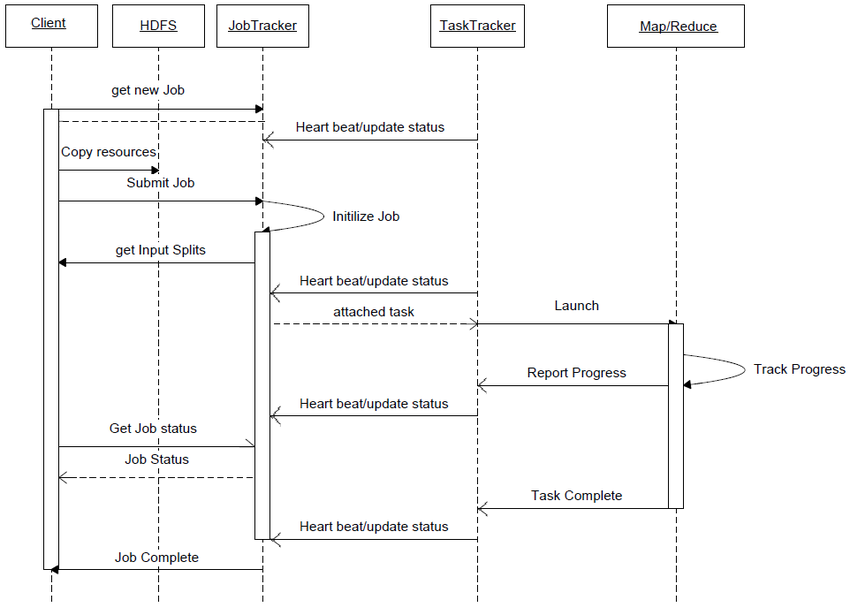 Client
HDFS
JobTracker
TaskTracker
Map/Reduce
get new Job
Heart beat/update status
Copy resources
Submit Job
Initilize Job
get Input Splits
Heart beat/update status
attached task
Launch
Track Progress
Report Progress
Heart beat/update status
Get Job status
Job Status
Task Complete
Heart beat/update status
Job Complete